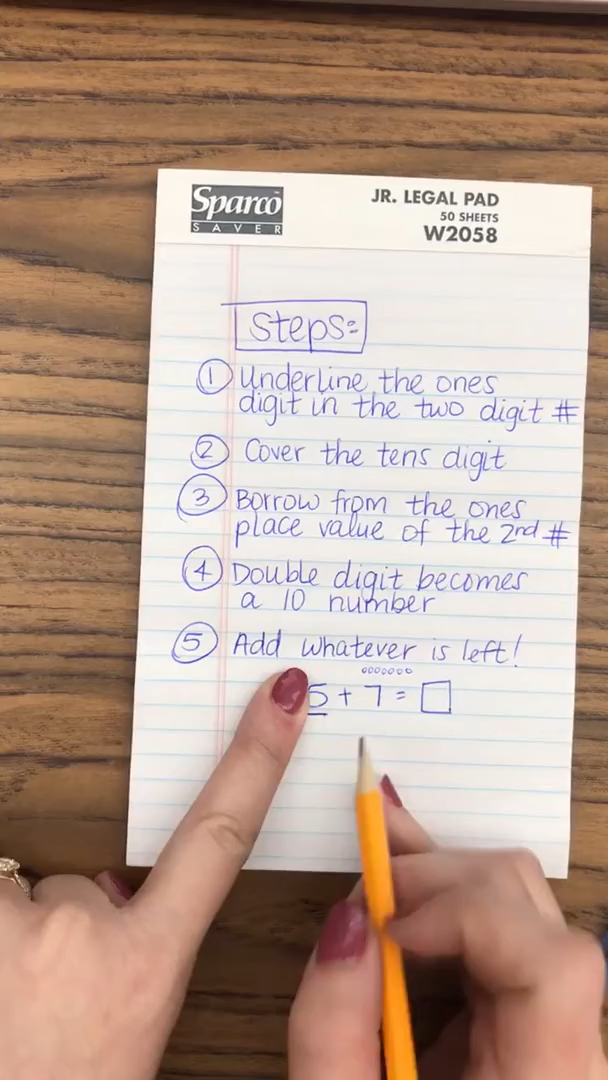 Sparco
SAVER
JR. LEGAL PAD
50 SHEETS
W2058
Steps:
1 Underline the ones
digit in the two digit #
2 Cover the tens digit
3 Borrow from the ones
place value of the 2nd #
4 Double digit becomes
a 10 number
5 Add whatever is left!
5 + 7 = □